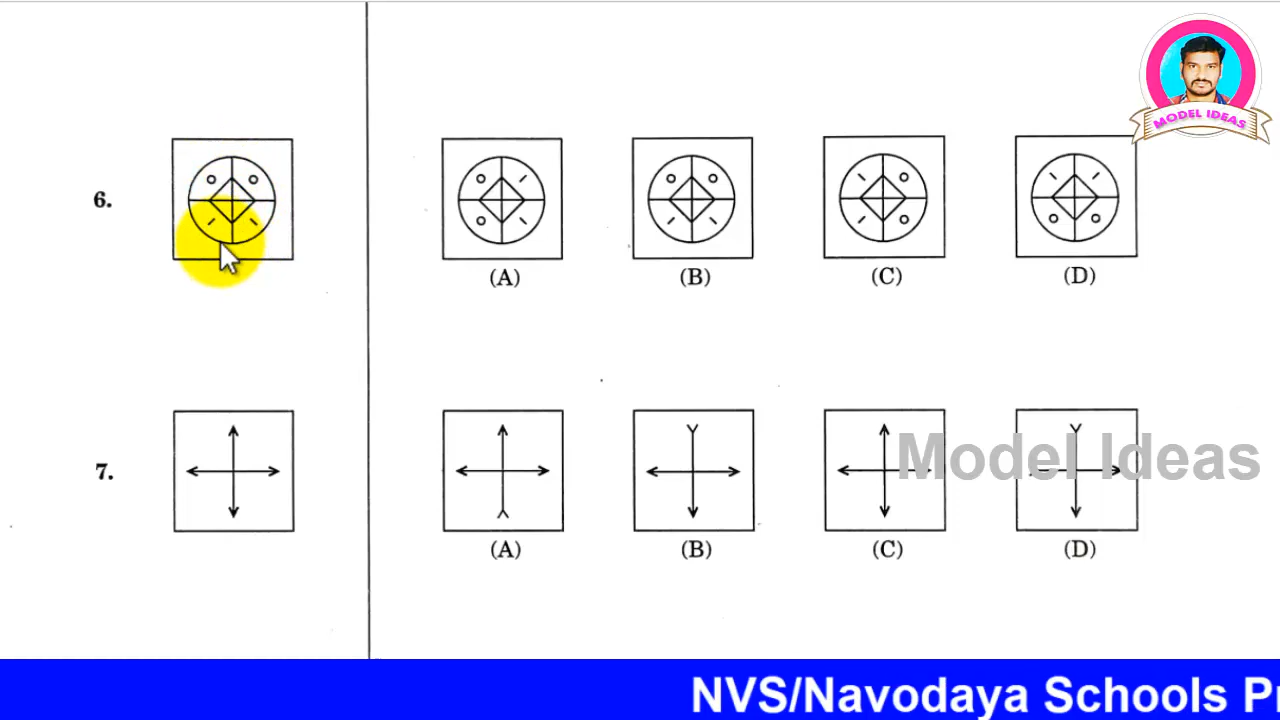 MODEL IDEAS
6.
(A) (B) (C) (D)
7.
Model Ideas
(A) (B) (C) (D)
NVS/Navodaya Schools Pr